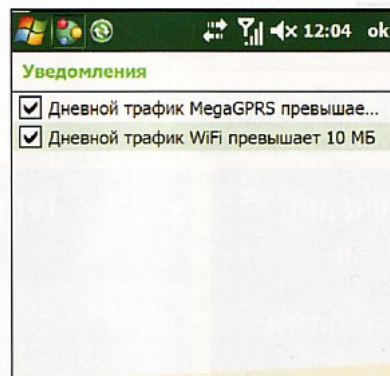 12:04 ok
Уведомления
Дневной трафик MegaGPRS превышае...
Дневной трафик WiFi превышает 10 МБ